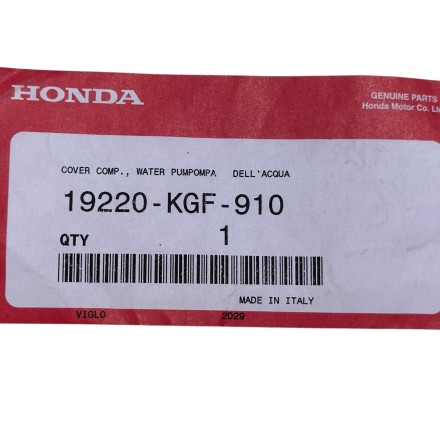 HONDA
GENUINE PARTS
Honda Motor Co. Lt
COVER COMP., WATER PUMPOMPA DELL'ACQUA
19220-KGF-910
QTY 1
MADE IN ITALY
VIGLO 2D29